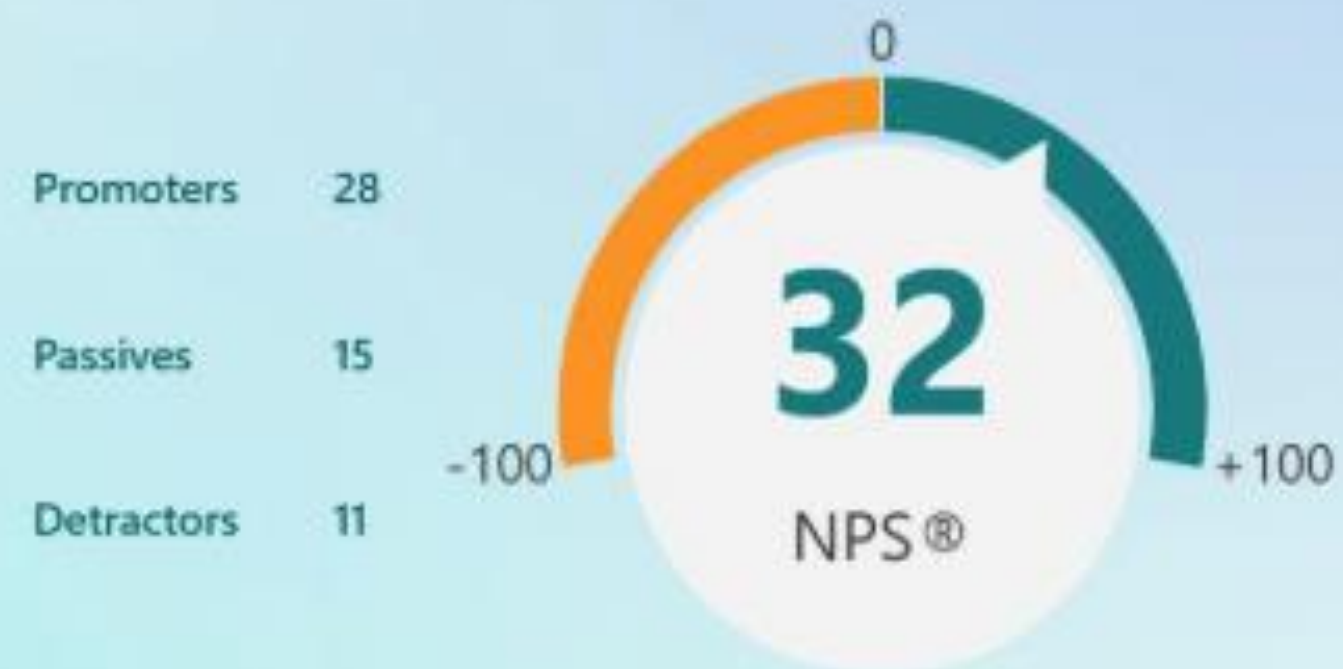 0
Promoters 28
Passives 15
Detractors 11
32
-100
+100
NPS®